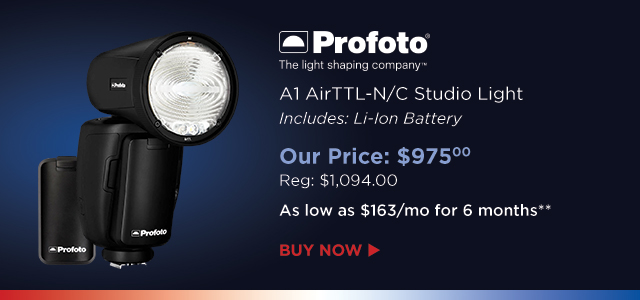 Profoto®
The light shaping company™
A1 AirTTL-N/C Studio Light
Includes: Li-Ion Battery
Our Price: $975⁰⁰
Reg: $1,094.00
As low as $163/mo for 6 months**
BUY NOW ▶
Profoto
Profoto
Profoto